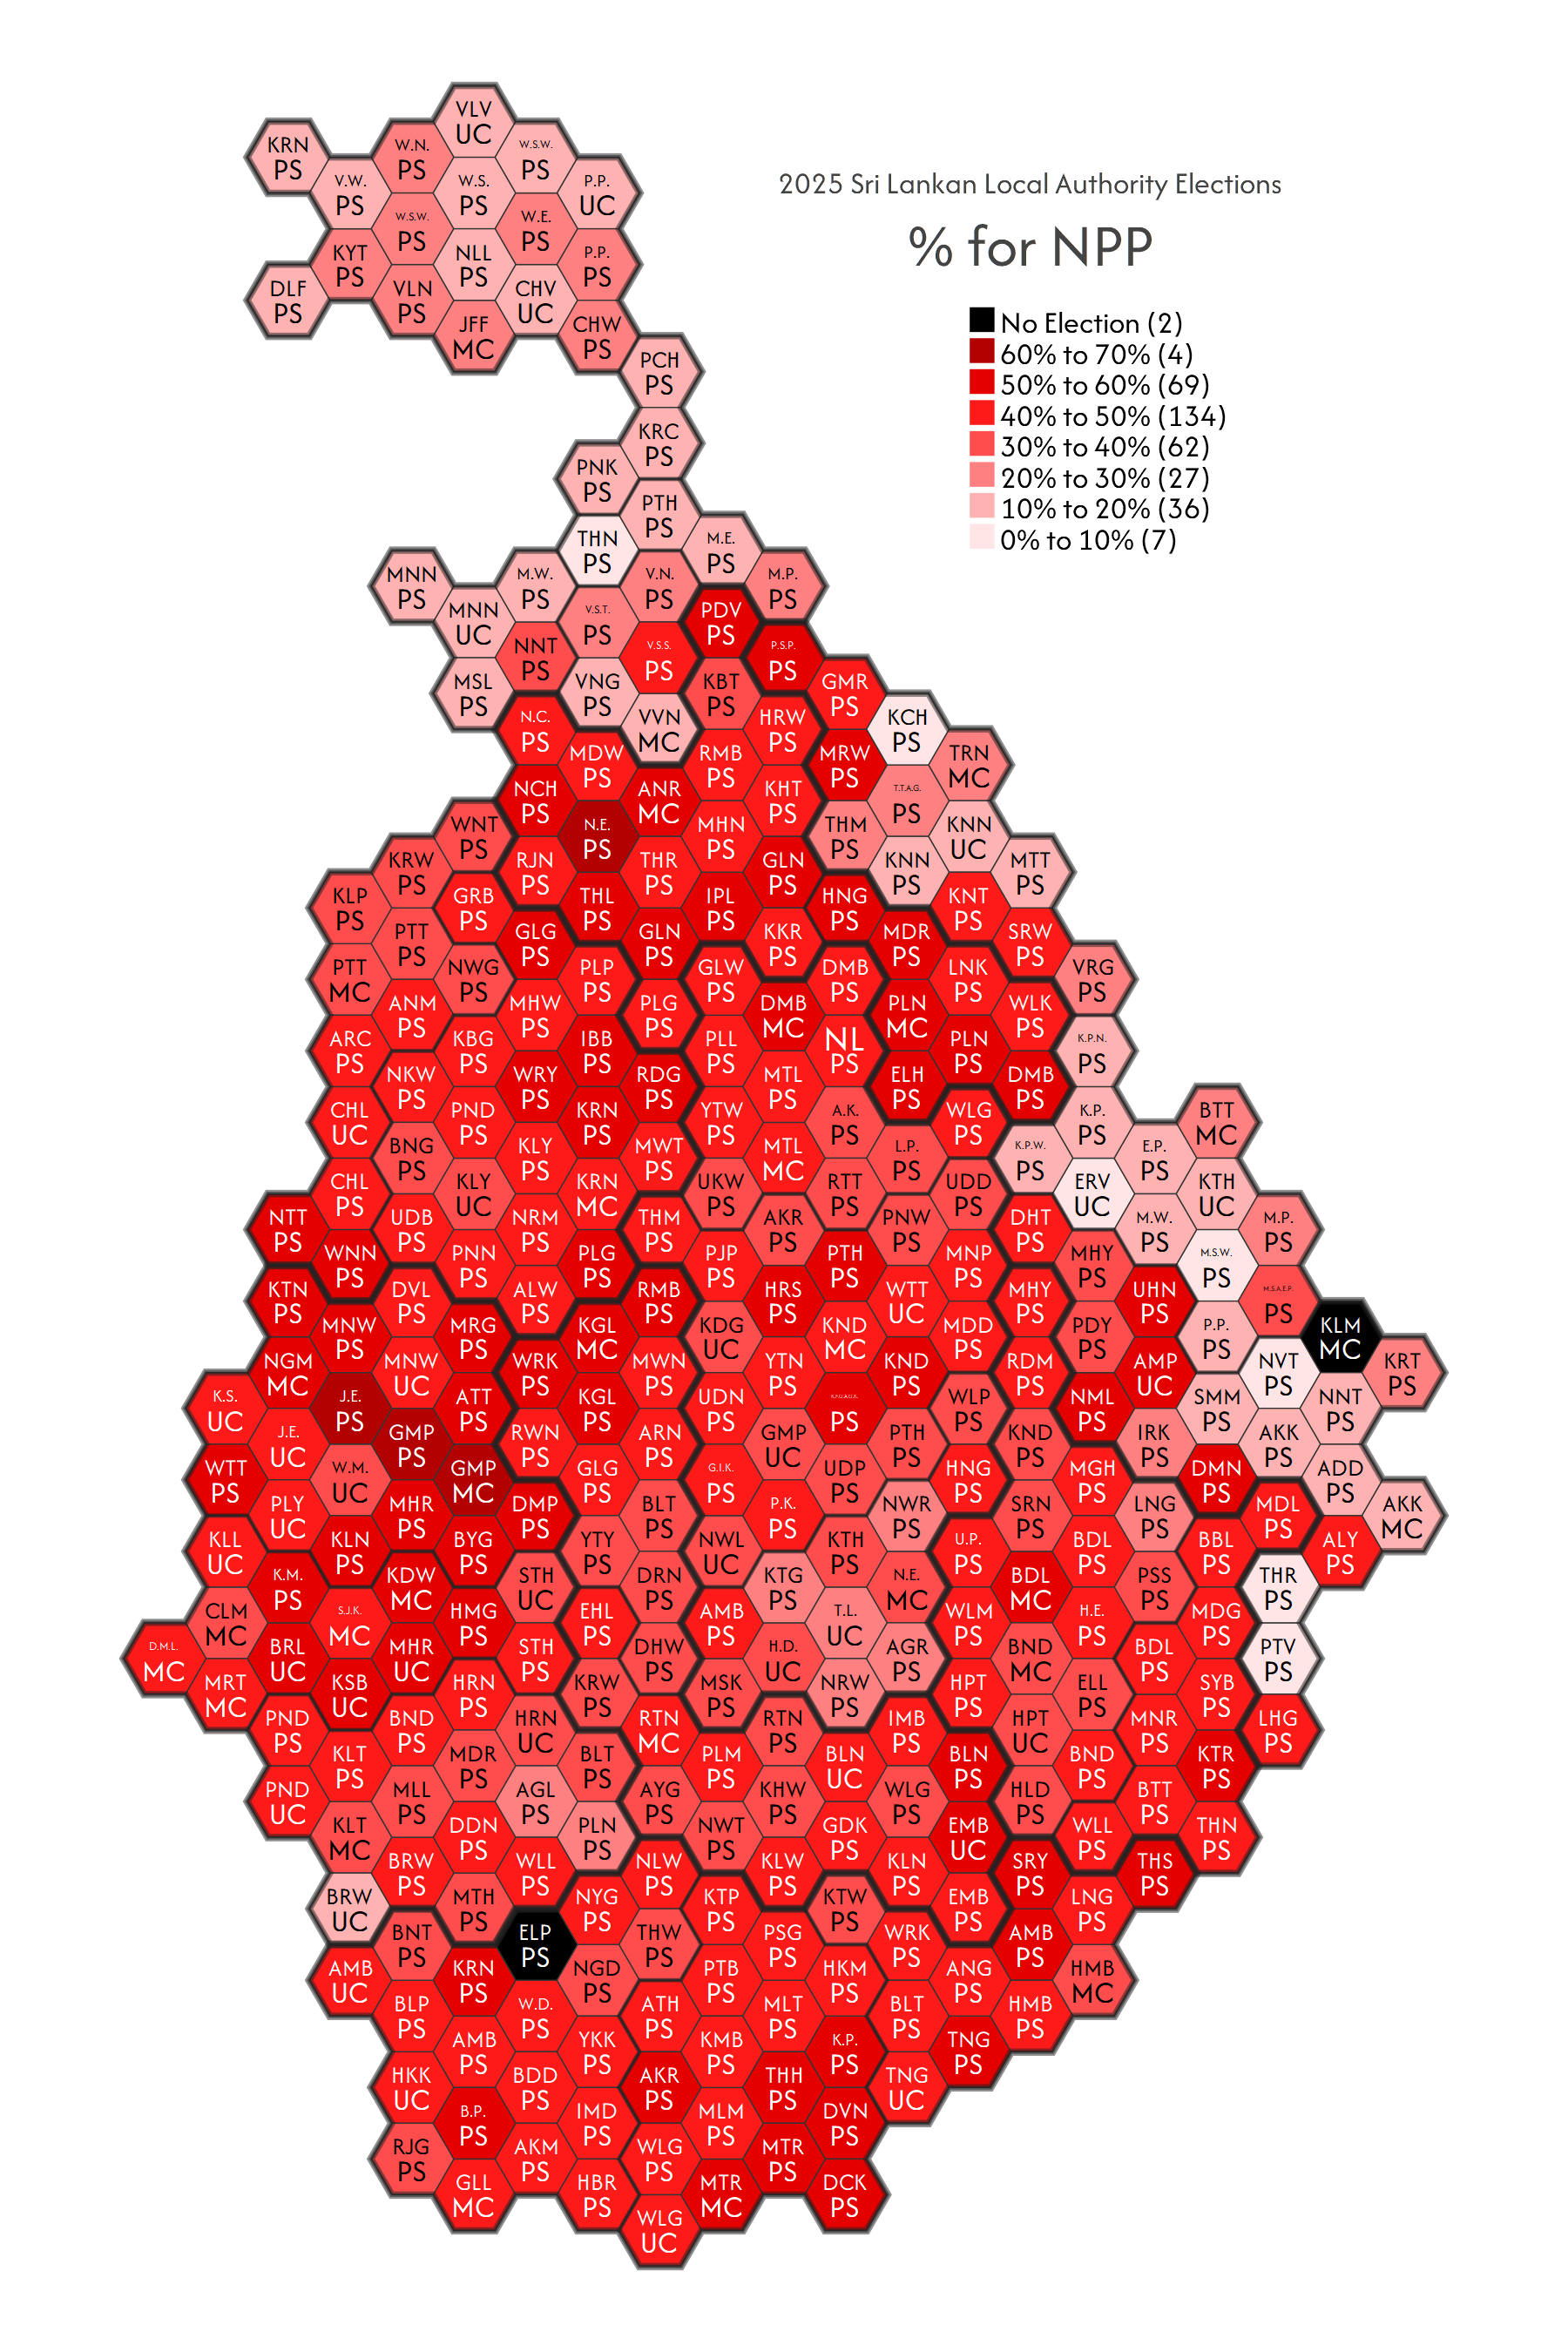 2025 Sri Lankan Local Authority Elections
% for NPP
No Election (2)
60% to 70% (4)
50% to 60% (69)
40% to 50% (134)
30% to 40% (62)
20% to 30% (27)
10% to 20% (36)
0% to 10% (7)
VLV
UC
KRN W.N. W.S.W.
PS PS PS
V.W. W.S. P.P.
PS PS UC
W.S.W. W.E.
PS PS
KYT NLL P.P.
PS PS PS
DLF VLN CHV
PS PS UC
JFF CHW
MC PS
PCH
PS
KRC
PS
PNK
PS
PTH
PS
THN M.E.
PS PS
MNN M.W. V.N. M.P.
PS PS PS PS
MNN V.S.T. PDV
UC PS PS
NNT V.S.S. P.S.P.
PS PS PS
MSL VNG KBT GMR
PS PS PS PS
N.C. VVN HRW KCH
PS MC PS PS
MDW RMB MRW TRN
PS PS PS MC
NCH ANR KHT T.T.A.G.
PS MC PS PS
WNT N.E. MHN THM KNN
PS PS PS PS UC
KRW RJN THR GLN KNN MTT
PS PS PS PS PS PS
KLP GRB THL IPL HNG KNT
PS PS PS PS PS PS
PTT GLG GLN KKR MDR SRW
PS PS PS PS PS PS
PTT NWG PLP GLW DMB LNK VRG
MC PS PS PS PS PS PS
ANM MHW PLG DMB PLN WLK
PS PS PS MC MC PS
ARC KBG IBB PLL NL PLN K.P.N.
PS PS PS PS PS PS PS
NKW WRY RDG MTL ELH DMB
PS PS PS PS PS PS
CHL PND KRN YTW A.K. WLG K.P. BTT
UC PS PS PS PS PS PS MC
BNG KLY MWT MTL L.P. K.P.W. E.P.
PS PS PS MC PS PS PS
CHL KLY KRN UKW RTT UDD ERV KTH
PS UC MC PS PS PS UC UC
NTT UDB NRM THM AKR PNW DHT M.W. M.P.
PS PS PS PS PS PS PS PS PS
WNN PNN PLG PJP PTH MNP MHY M.S.W.
PS PS PS PS PS PS PS PS
KTN DVL ALW RMB HRS WTT MHY UHN M.S.A.E.P.
PS PS PS PS PS UC PS PS PS
MNW MRG KGL KDG KND MDD PDY P.P. KLM
PS PS MC UC MC PS PS PS MC
NGM MNW WRK MWN YTN KND RDM AMP NVT KRT
MC UC PS PS PS PS PS UC PS PS
K.S. J.E. ATT KGL UDN WLP NML SMM NNT
UC PS PS PS PS PS PS PS PS PS
J.E. GMP RWN ARN GMP PTH KND IRK AKK
UC PS PS PS UC PS PS PS PS
WTT W.M. GMP GLG G.I.K. UDP HNG MGH DMN ADD
PS UC MC PS PS PS PS PS PS PS
PLY MHR DMP BLT P.K. NWR SRN LNG MDL AKK
UC PS PS PS PS PS PS PS PS MC
KLL KLN BYG YTY NWL KTH U.P. BDL BBL ALY
UC PS PS PS UC PS PS PS PS PS
K.M. KDW STH DRN KTG N.E. BDL PSS THR
PS MC UC PS PS MC MC PS PS
CLM S.J.K. HMG EHL AMB T.L. WLM H.E. MDG
MC MC PS PS PS UC PS PS PS
D.M.L. BRL MHR STH DHW H.D. AGR BND BDL PTV
MC UC UC PS PS UC PS MC PS PS
MRT KSB HRN KRW MSK NRW HPT ELL SYB
MC UC PS PS PS PS PS PS PS
PND BND HRN RTN RTN IMB HPT MNR LHG
PS PS UC MC PS PS UC PS PS
KLT MDR BLT PLM BLN BLN BND KTR
PS PS PS PS UC PS PS PS
PND MLL AGL AYG KHW WLG HLD BTT
UC PS PS PS PS PS PS PS
KLT DDN PLN NWT GDK EMB WLL THN
MC PS PS PS PS UC PS PS
BRW WLL NLW KLW KLN SRY THS
PS PS PS PS PS PS PS
BRW MTH NYG KTP KTW EMB LNG
UC PS PS PS PS PS PS
BNT ELP THW PSG WRK AMB
PS PS PS PS PS PS
AMB KRN NGD PTB HKM ANG HMB
UC PS PS PS PS PS MC
BLP W.D. ATH MLT BLT HMB
PS PS PS PS PS PS
AMB YKK KMB K.P. TNG
PS PS PS PS PS
HKK BDD AKR THH TNG
UC PS PS PS UC
B.P. IMD MLM DVN
PS PS PS PS
RJG AKM WLG MTR
PS PS PS PS
GLL HBR MTR DCK
MC PS MC PS
WLG
UC